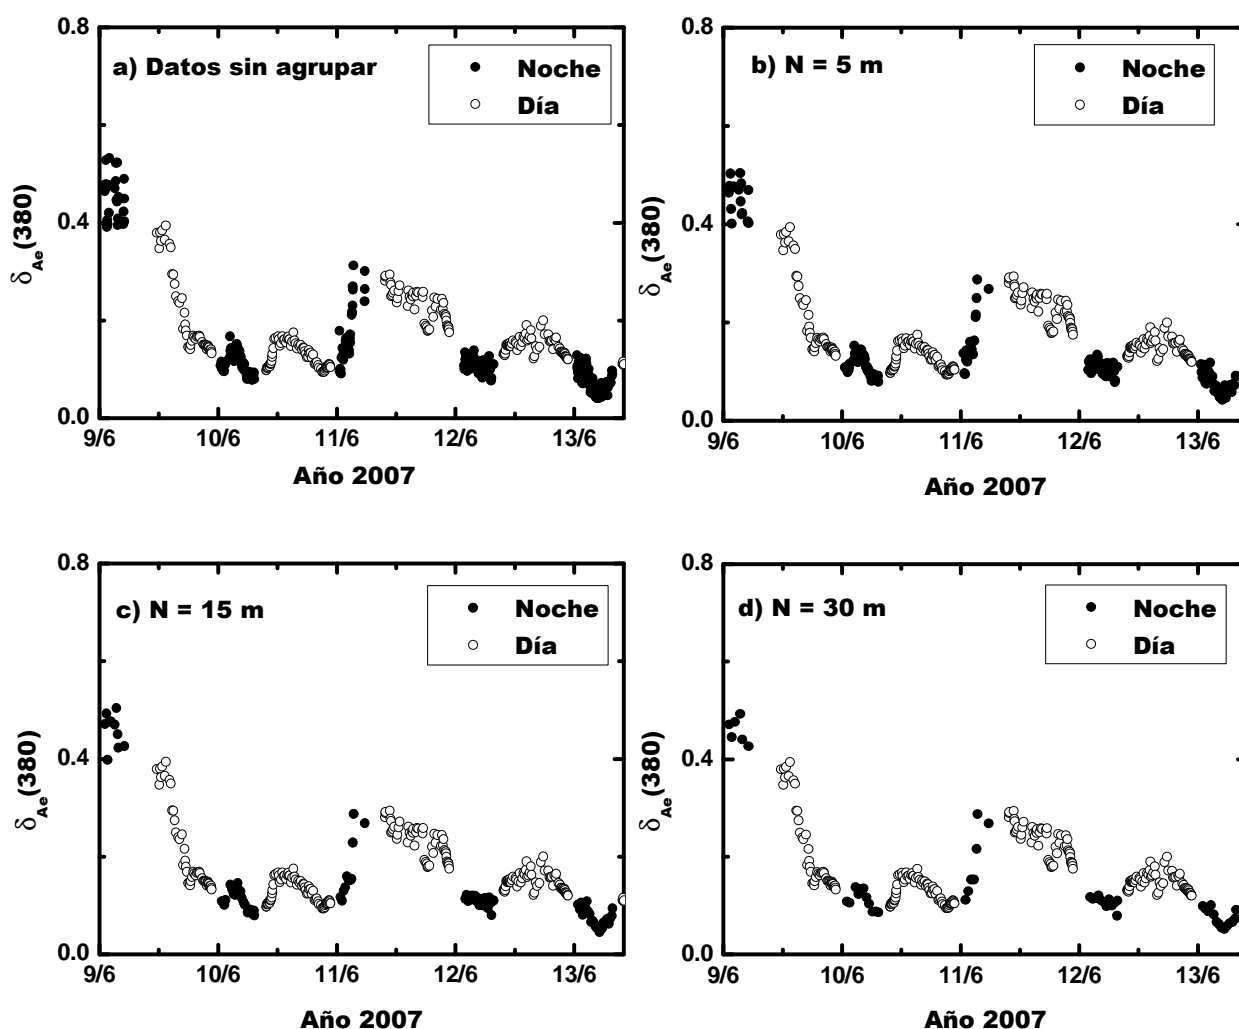 0.8
a) Datos sin agrupar
Noche
Día
0.4
δAe(380)
0.0
9/6 10/6 11/6 12/6 13/6
Año 2007
0.8
b) N = 5 m
Noche
Día
0.4
δAe(380)
0.0
9/6 10/6 11/6 12/6 13/6
Año 2007
0.8
c) N = 15 m
Noche
Día
0.4
δAe(380)
0.0
9/6 10/6 11/6 12/6 13/6
Año 2007
0.8
d) N = 30 m
Noche
Día
0.4
δAe(380)
0.0
9/6 10/6 11/6 12/6 13/6
Año 2007